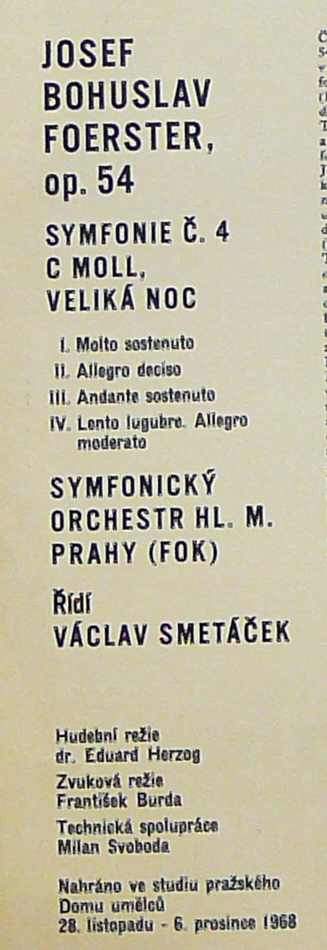 JOSEF
BOHUSLAV
FOERSTER,
op. 54
SYMFONIE Č. 4
C MOLL,
VELIKÁ NOC
I. Molto sostenuto
II. Allegro deciso
III. Andante sostenuto
IV. Lento lugubre. Allegro
moderato
SYMFONICKÝ
ORCHESTR HL. M.
PRAHY (FOK)
Řídí
VÁCLAV SMETÁČEK
Hudební režie
dr. Eduard Herzog
Zvuková režie
František Burda
Technická spolupráce
Milan Svoboda
Nahráno ve studiu pražského
Domu umělců
28. listopadu - 6. prosince 1968